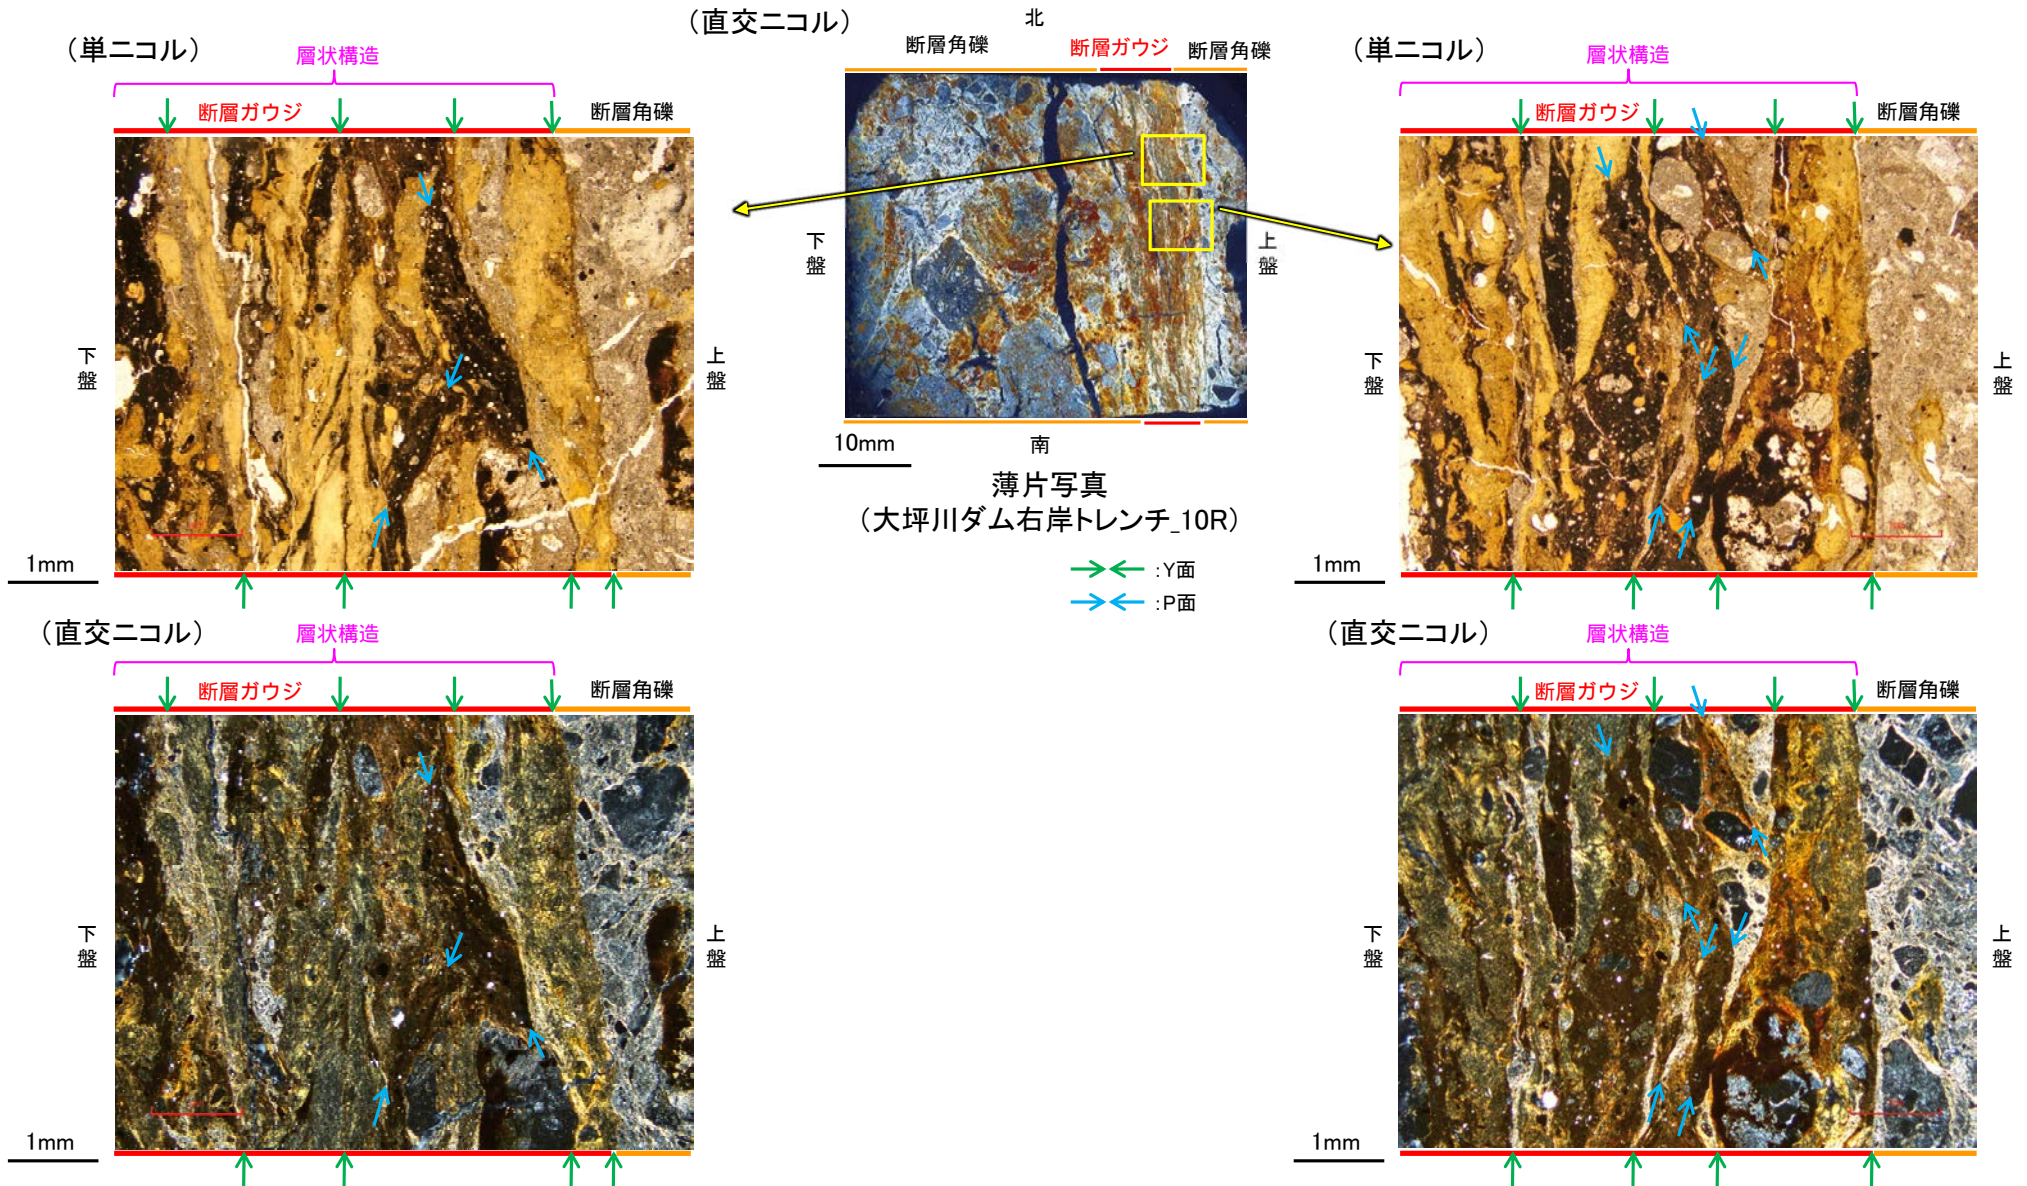 （単ニコル）
層状構造
断層ガウジ
断層角礫
下盤
上盤
1mm
（直交ニコル）
層状構造
断層ガウジ
断層角礫
下盤
上盤
1mm
（直交ニコル）
北
断層角礫
断層ガウジ
断層角礫
下盤
上盤
10mm
南
薄片写真
（大坪川ダム右岸トレンチ_10R）
：Y面
：P面
（単ニコル）
層状構造
断層ガウジ
断層角礫
下盤
上盤
1mm
（直交ニコル）
層状構造
断層ガウジ
断層角礫
下盤
上盤
1mm